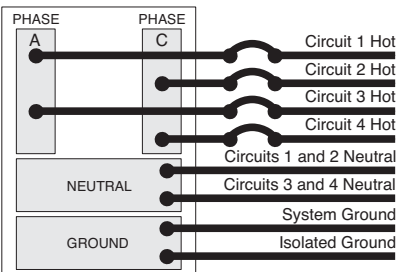 PHASE PHASE
A C
Circuit 1 Hot
Circuit 2 Hot
Circuit 3 Hot
Circuit 4 Hot
Circuits 1 and 2 Neutral
NEUTRAL
Circuits 3 and 4 Neutral
System Ground
GROUND
Isolated Ground